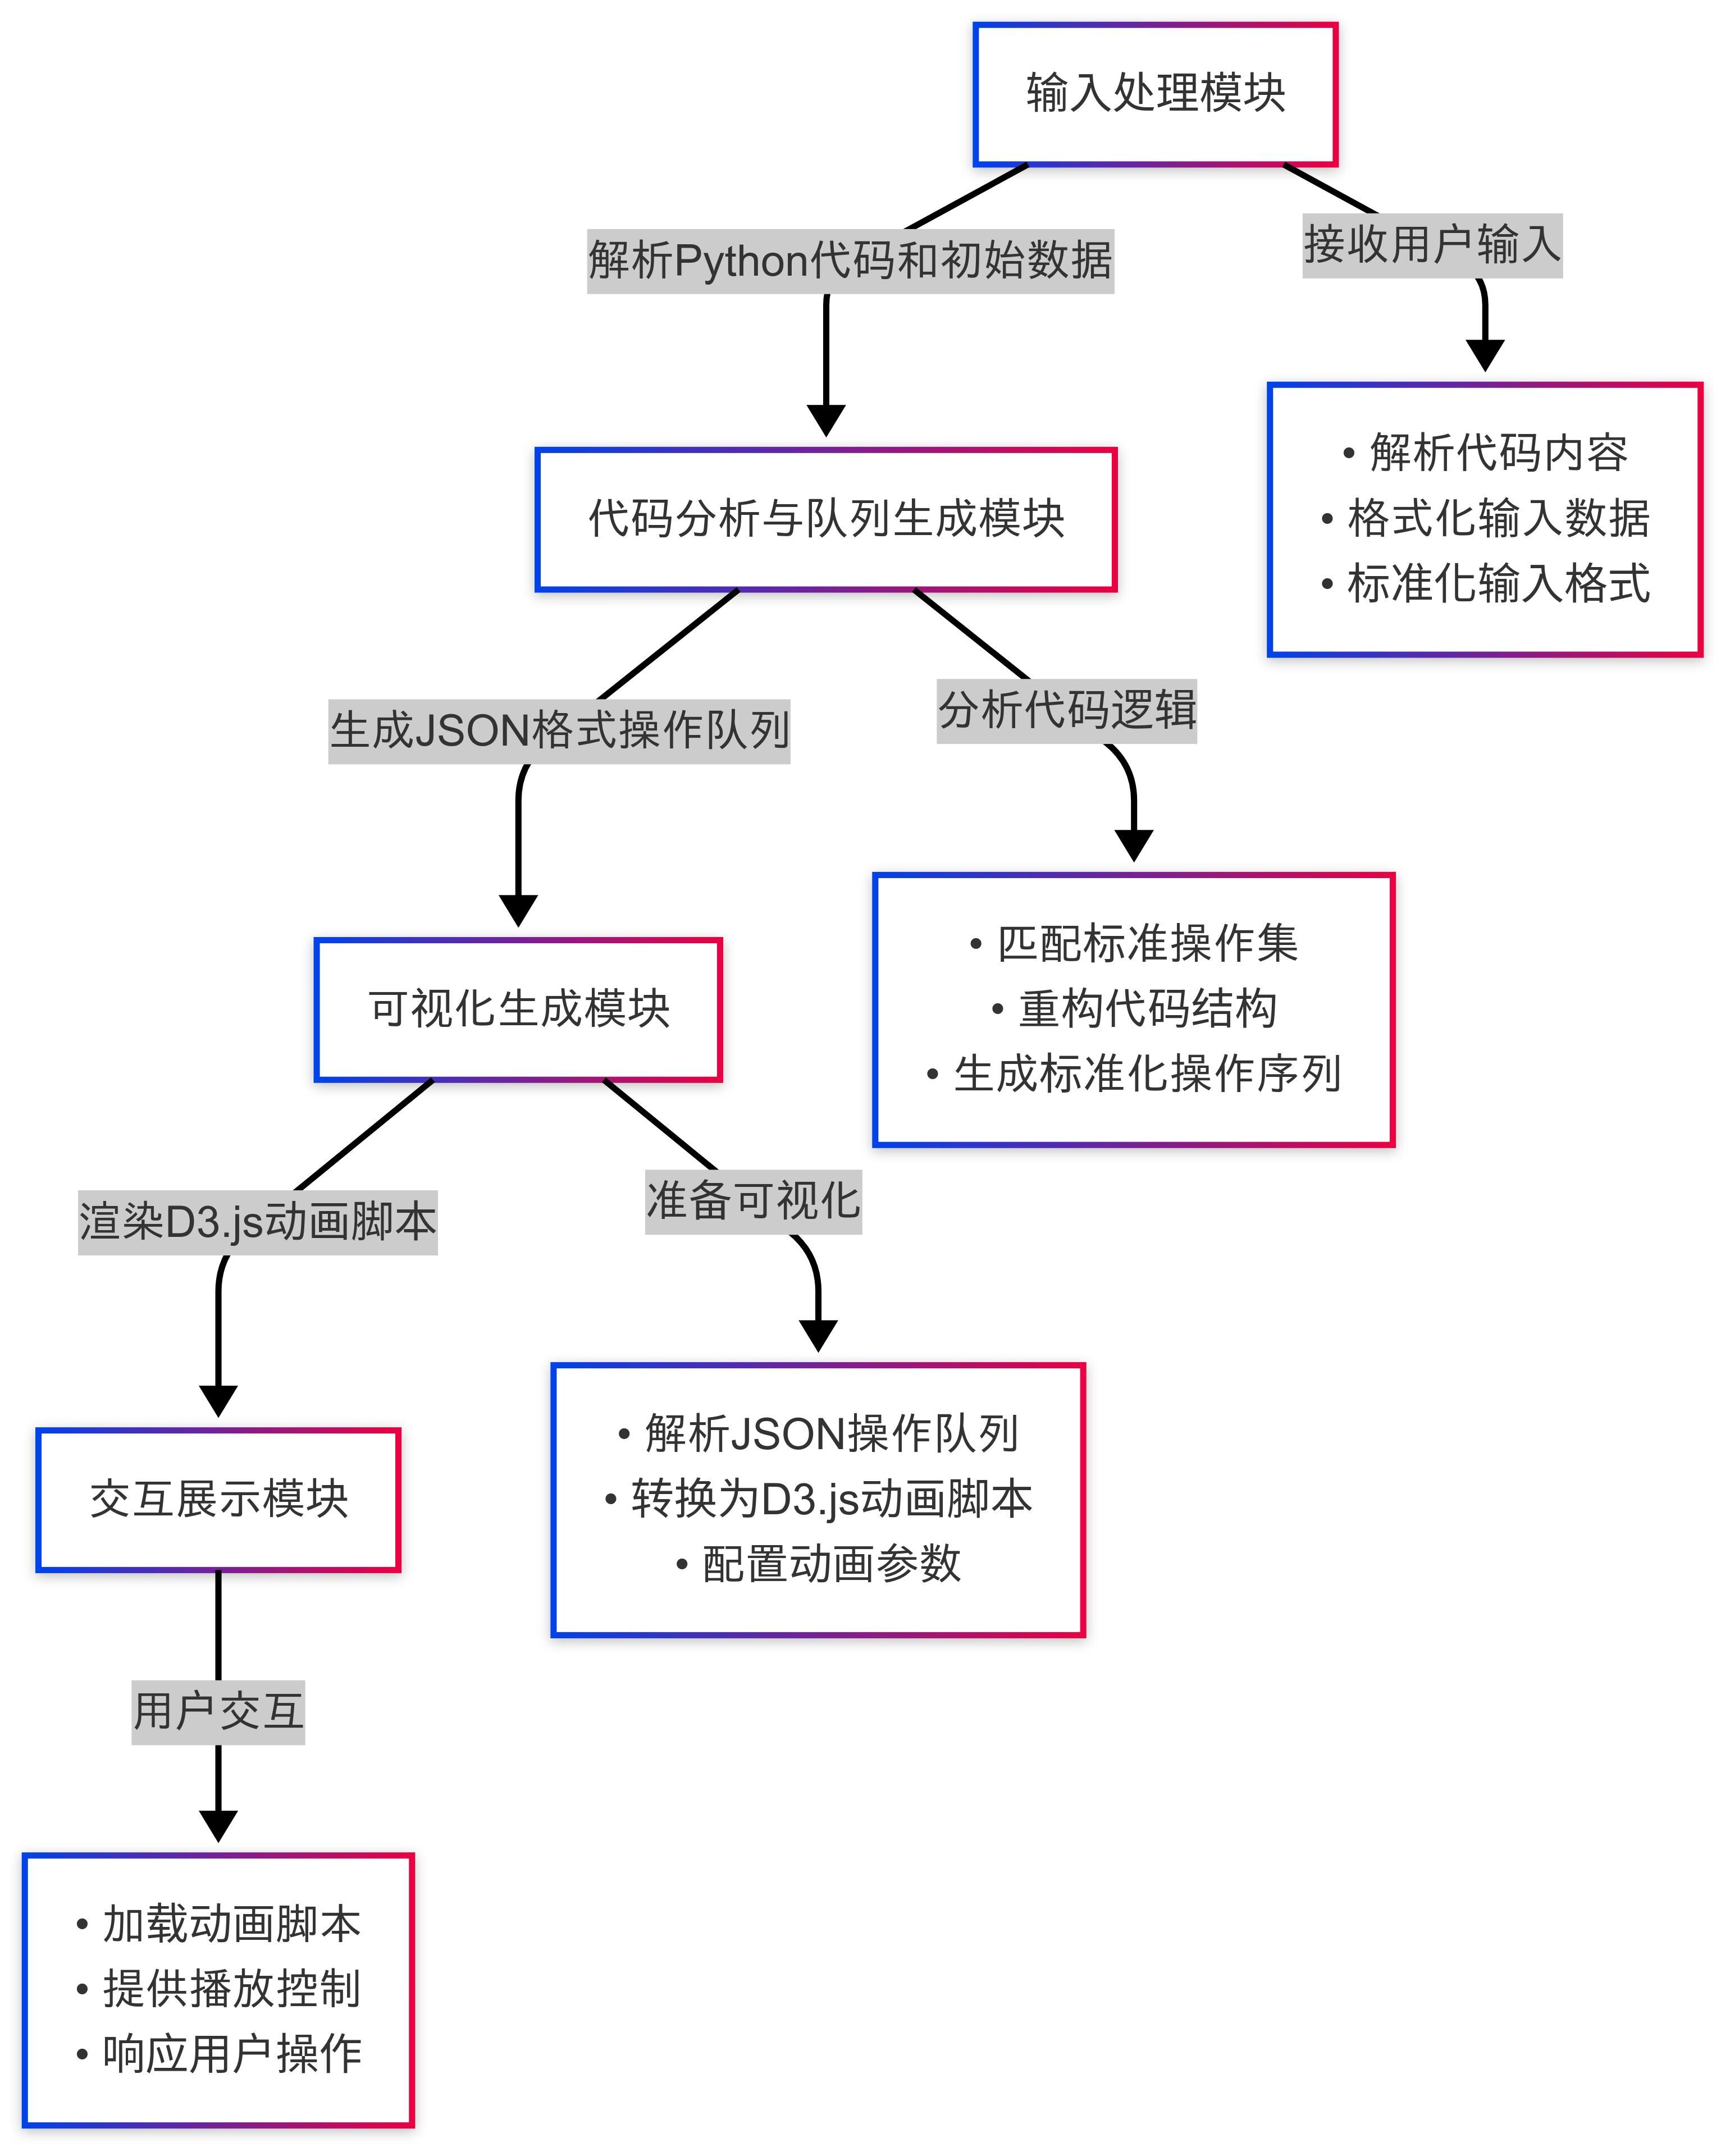 输入处理模块
解析Python代码和初始数据
接收用户输入
• 解析代码内容
• 格式化输入数据
• 标准化输入格式
代码分析与队列生成模块
生成JSON格式操作队列
分析代码逻辑
• 匹配标准操作集
• 重构代码结构
• 生成标准化操作序列
可视化生成模块
渲染D3.js动画脚本
准备可视化
• 解析JSON操作队列
• 转换为D3.js动画脚本
• 配置动画参数
交互展示模块
用户交互
• 加载动画脚本
• 提供播放控制
• 响应用户操作